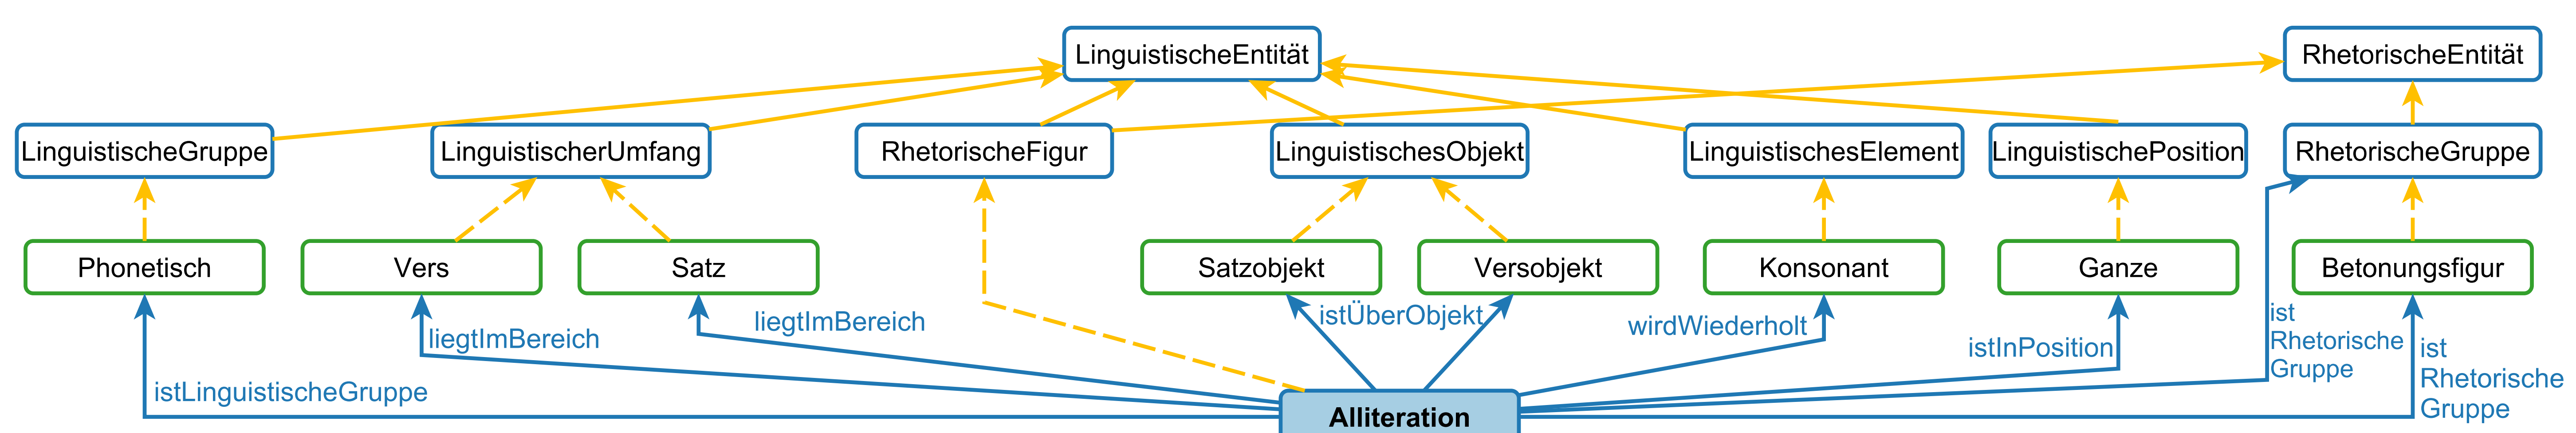 LinguistischeEntität
RhetorischeEntität
LinguistischeGruppe
LinguistischerUmfang
RhetorischeFigur
LinguistischesObjekt
LinguistischesElement
LinguistischePosition
RhetorischeGruppe
Phonetisch
Vers
Satz
Satzobjekt
Versobjekt
Konsonant
Ganze
Betonungsfigur
istLinguistischeGruppe
liegtImBereich
liegtImBereich
istÜberObjekt
wirdWiederholt
istInPosition
ist
Rhetorische
Gruppe
ist
Rhetorische
Gruppe
Alliteration